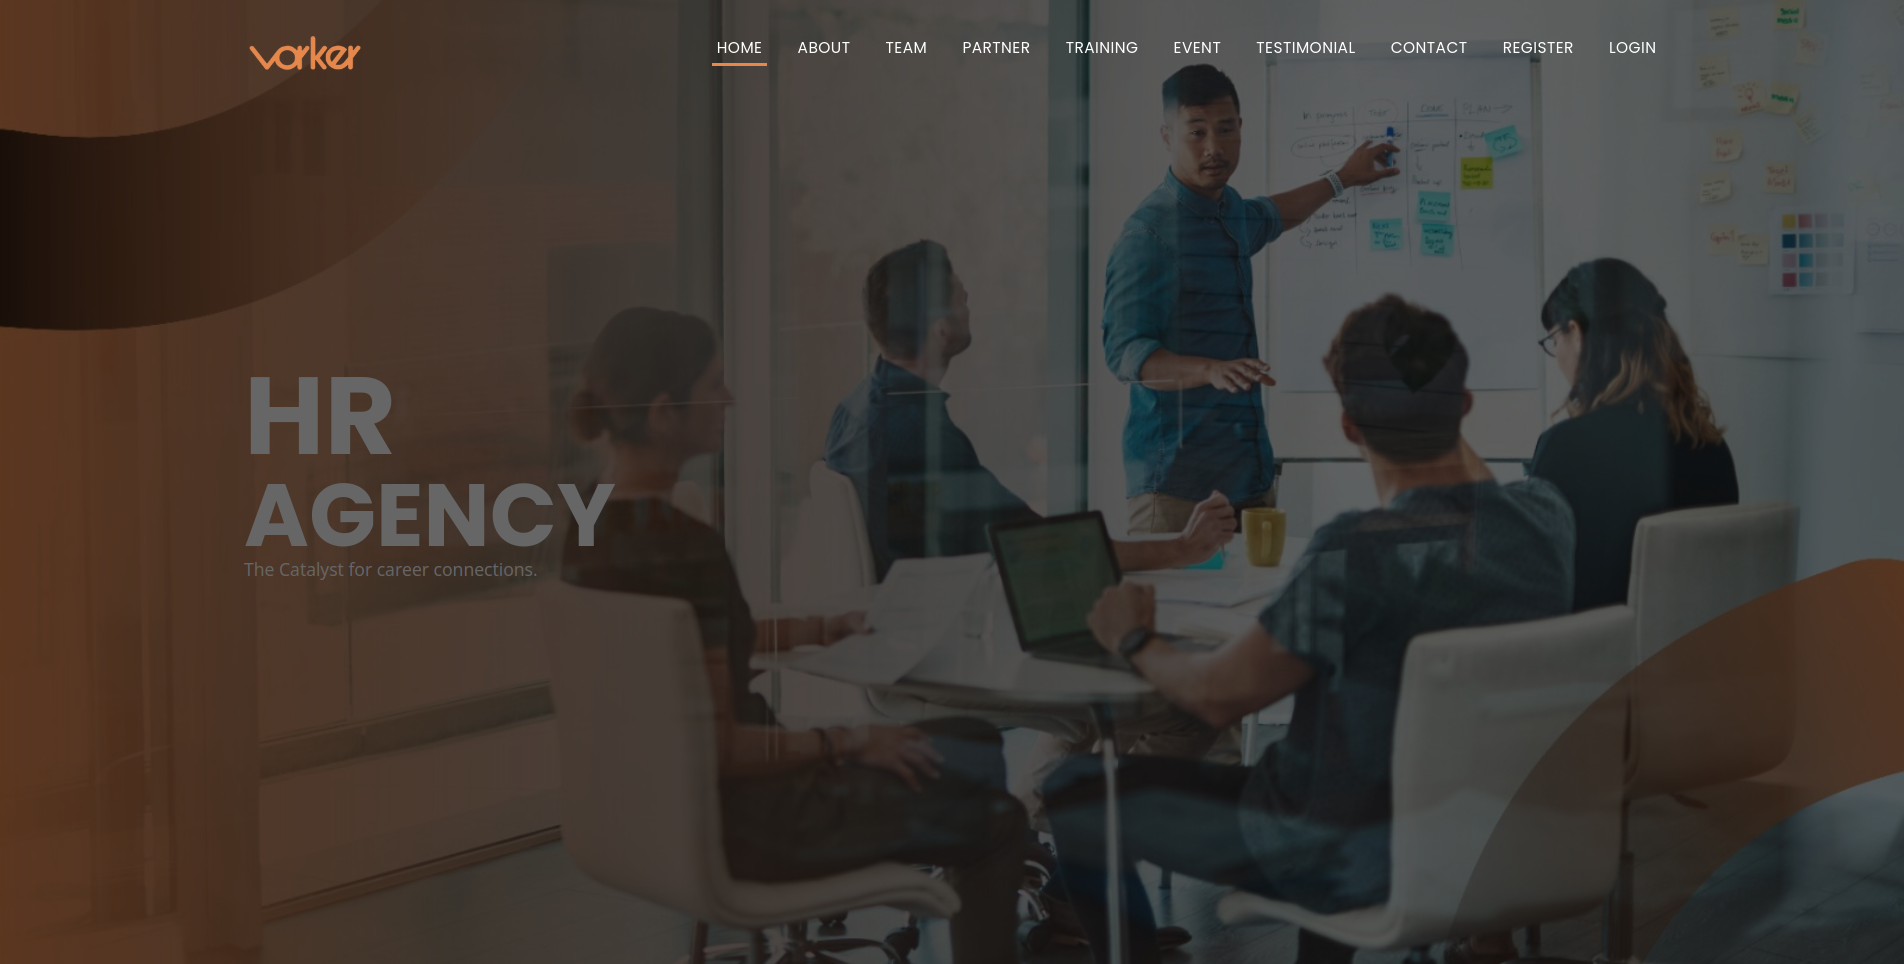 vorker
HOME ABOUT TEAM PARTNER TRAINING EVENT TESTIMONIAL CONTACT REGISTER LOGIN
HR
AGENCY
The Catalyst for career connections.